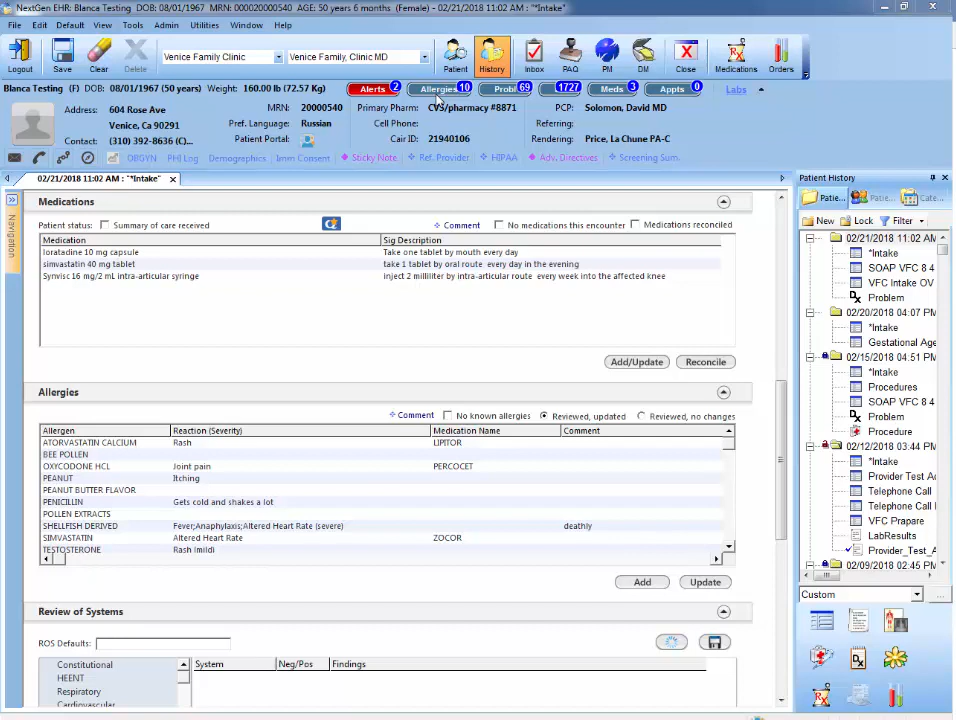 NextGen EHR: Blanca Testing DOB: 08/01/1967 MRN: 000020000540 AGE: 50 years 6 months (Female) - 02/21/2018 11:02 AM : "*Intake"
File Edit Default View Tools Admin Utilities Window Help
Venice Family Clinic Venice Family, Clinic MD
Logout Save Clear Delete Patient History Inbox PAQ PM DM Close Medications Orders
Blanca Testing (F) DOB: 08/01/1967 (50 years) Weight: 160.00 lb (72.57 Kg) Alerts 2 Allergies 10 Probl 69 1727 Meds 3 Appts 0 Labs
Address: 604 Rose Ave MRN: 20000540 Primary Pharm: CVS/pharmacy #8871 PCP: Solomon, David MD
Venice, CA 90291 Pref. Language: Russian Cell Phone: Referring:
Contact: (310) 392-8636 (C... Patient Portal: Cair ID: 21940106 Rendering: Price, La Chune PA-C
OBGYN PHI Log Demographics Imm Consent Sticky Note Ref. Provider HIPAA Adv. Directives Screening Sum.
02/21/2018 11:02 AM : "*Intake" Patient History
Navigation
Patie... Patie... Cate...
New Lock Filter
Medications
Patient status: Summary of care received Comment No medications this encounter Medications reconciled
Medication Sig Description
loratadine 10 mg capsule Take one tablet by mouth every day
simvastatin 40 mg tablet take 1 tablet by oral route every day in the evening
Synvisc 16 mg/2 mL intra-articular syringe inject 2 milliliter by intra-articular route every week into the affected knee
Add/Update Reconcile
Allergies
Comment No known allergies Reviewed, updated Reviewed, no changes
Allergen Reaction (Severity) Medication Name Comment
ATORVASTATIN CALCIUM Rash LIPITOR
BEE POLLEN
OXYCODONE HCL Joint pain PERCOCET
PEANUT Itching
PEANUT BUTTER FLAVOR
PENICILLIN Gets cold and shakes a lot
POLLEN EXTRACTS
SHELLFISH DERIVED Fever;Anaphylaxis;Altered Heart Rate (severe) deathly
SIMVASTATIN Altered Heart Rate ZOCOR
TESTOSTERONE Rash (mild)
Add Update
Review of Systems
ROS Defaults:
Constitutional System Neg/Pos Findings
HEENT
Respiratory
Cardiovascular
02/21/2018 11:02 AM
*Intake
SOAP VFC 8 4
VFC Intake OV
Problem
02/20/2018 04:07 PM
*Intake
Gestational Age
02/15/2018 04:51 PM
*Intake
Procedures
SOAP VFC 8 4
Problem
Procedure
02/12/2018 03:44 PM
*Intake
Provider Test Ac
Telephone Call
Telephone Call
VFC Prapare
LabResults
Provider_Test_A
02/09/2018 02:45 PM
Custom ...